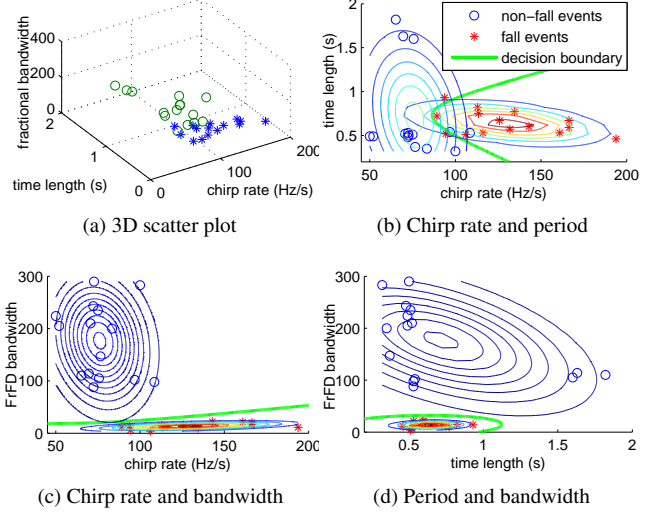 fractional bandwidth
400
200
0
2
1
0
0
100
200
time length (s)
chirp rate (Hz/s)
(a) 3D scatter plot
time length (s)
2
1.5
1
0.5
50
100
150
200
chirp rate (Hz/s)
non-fall events
fall events
decision boundary
(b) Chirp rate and period
FrFD bandwidth
300
200
100
0
50
100
150
200
chirp rate (Hz/s)
(c) Chirp rate and bandwidth
FrFD bandwidth
300
200
100
0
0.5
1
1.5
2
time length (s)
(d) Period and bandwidth